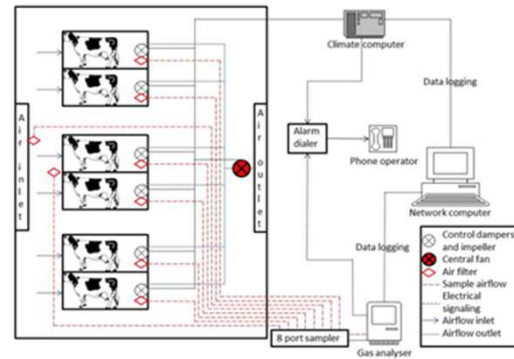 Climate computer
Data logging
Alarm
dialer
Phone operator
Air inlet
Air outlet
Network computer
Data logging
8 port sampler
Gas analyser
Control dampers
and impeller
Central fan
Air filter
Sample airflow
Electrical
signaling
Airflow inlet
Airflow outlet